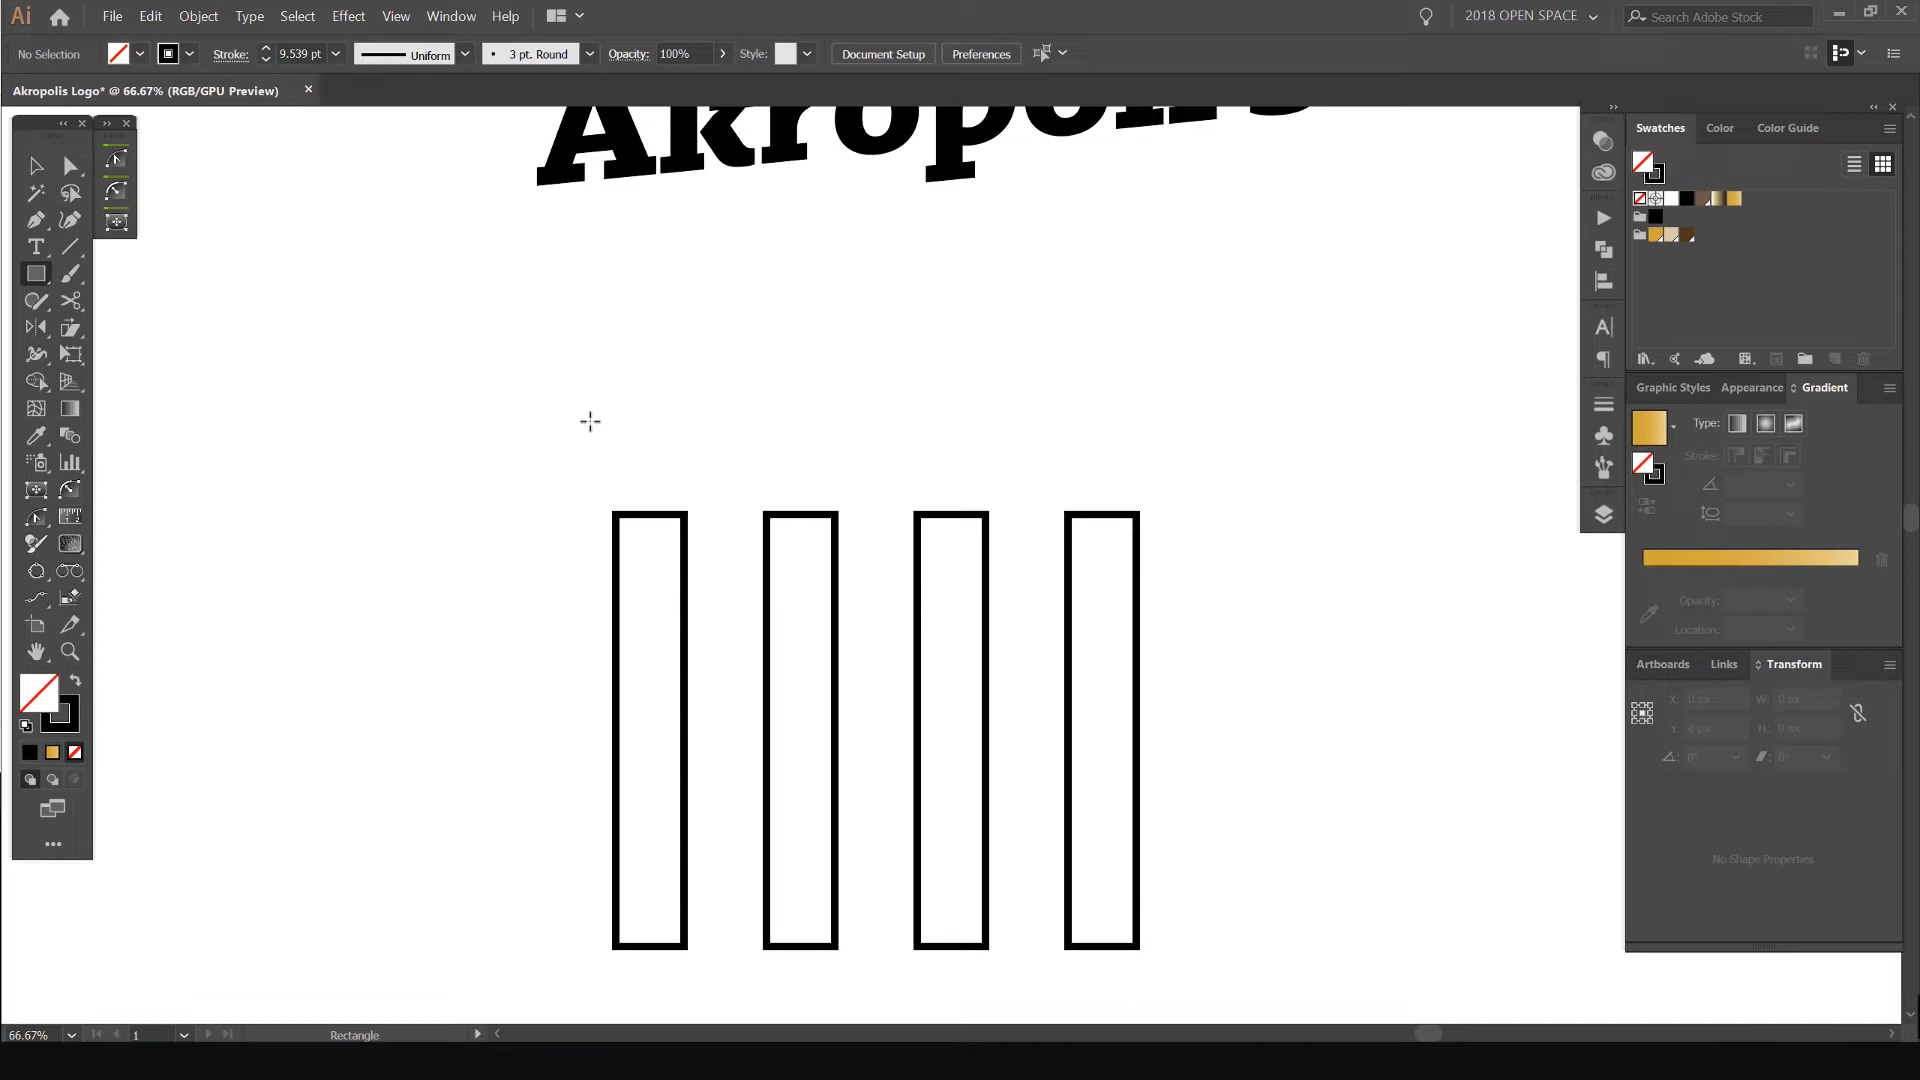 Ai File Edit Object Type Select Effect View Window Help 2018 OPEN SPACE Search Adobe Stock
No Selection Stroke: 9.539 pt Uniform 3 pt. Round Opacity: 100% Style: Document Setup Preferences
Akropolis Logo* @ 66.67% (RGB/GPU Preview)
Akropolis
Swatches Color Color Guide
Graphic Styles Appearance Gradient
Type:
Stroke:
Opacity:
Location:
Artboards Links Transform
X: 0 px W: 0 px
Y: 0 px H: 0 px
0° 0°
No Shape Properties
66.67% 1 Rectangle